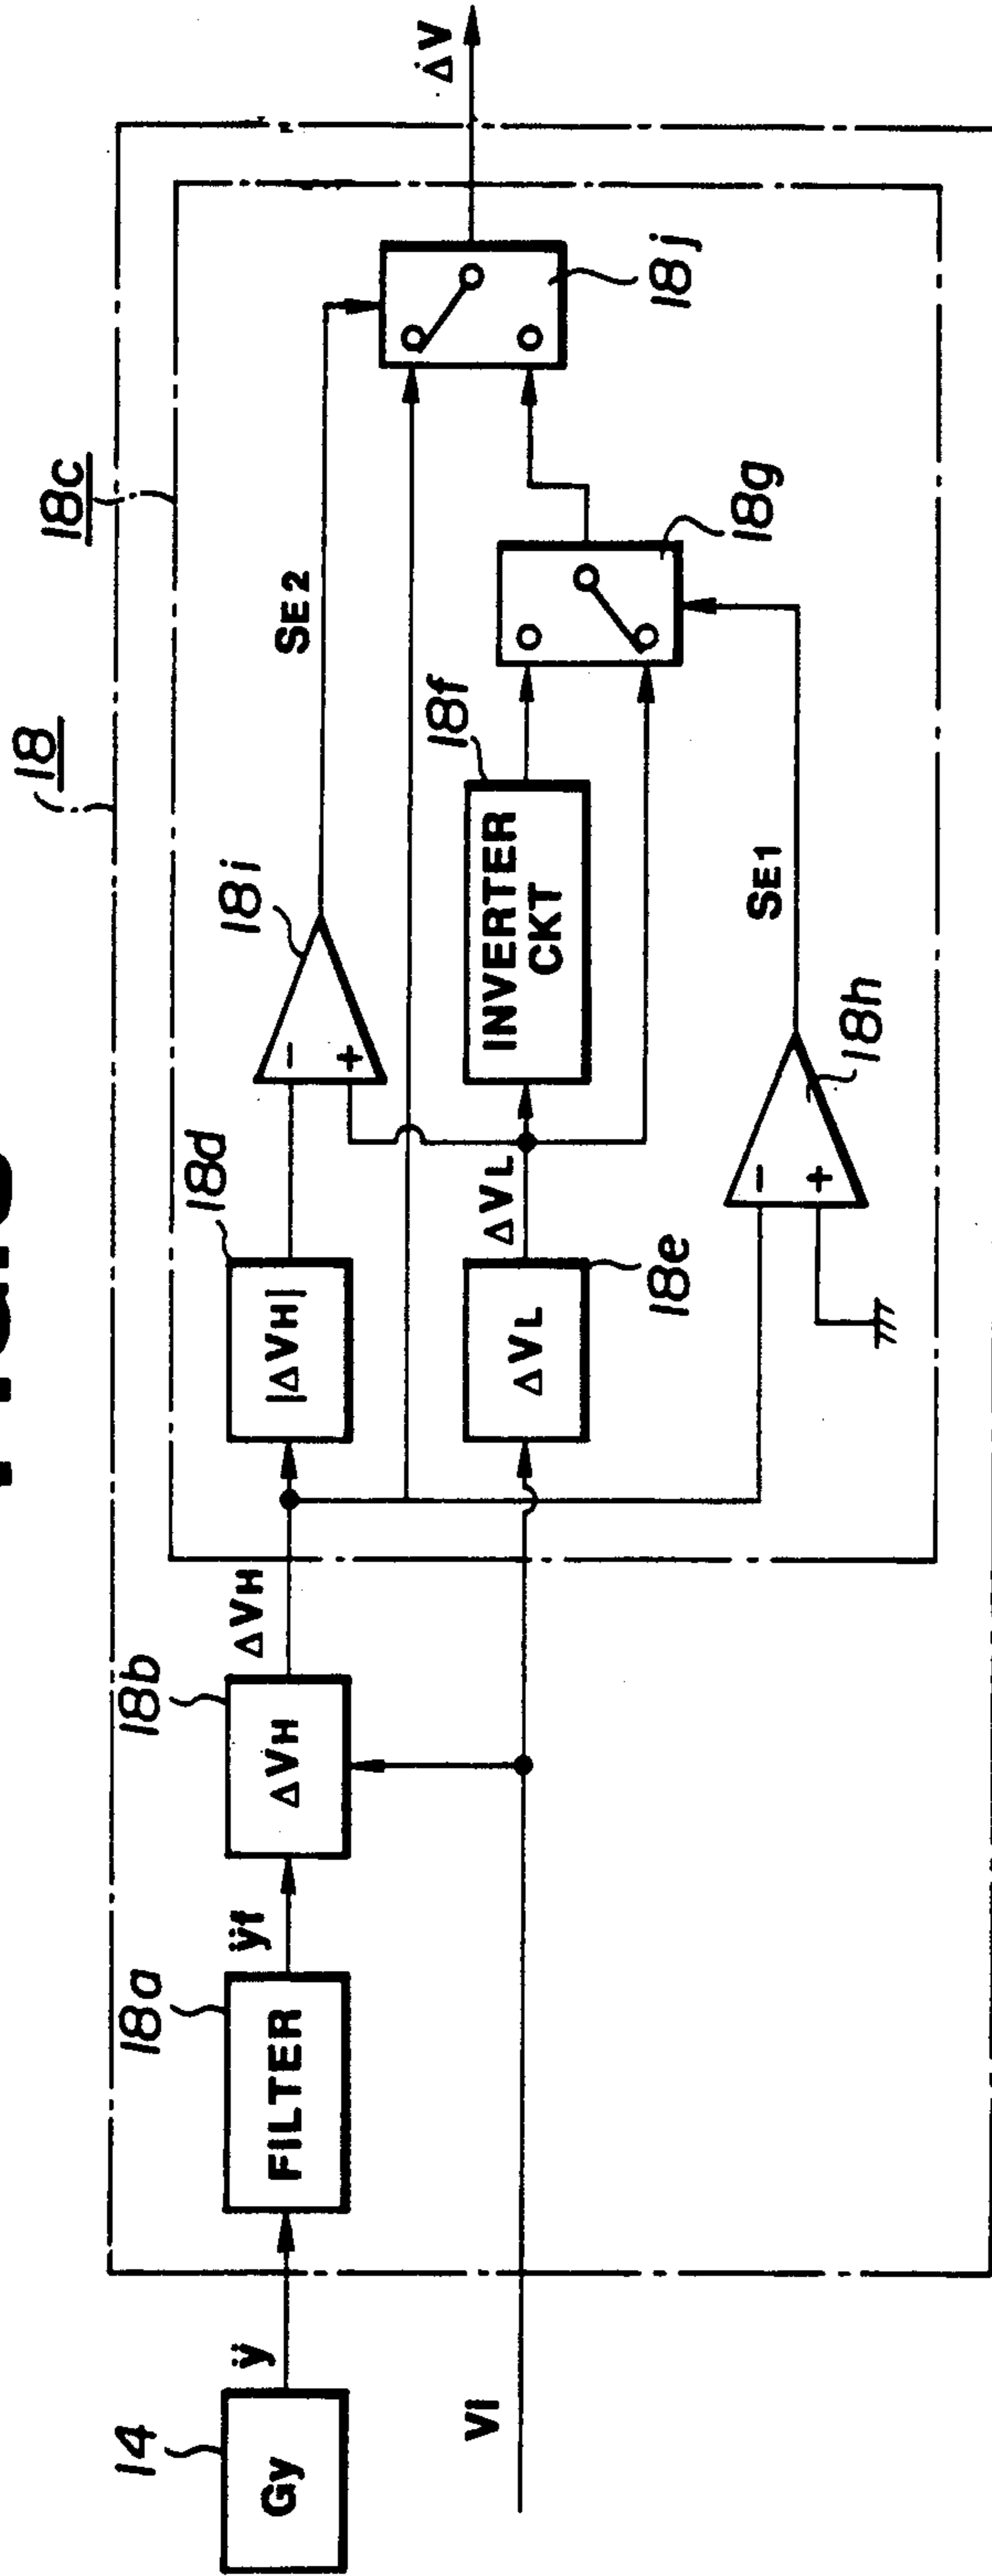 18
18c
14
Gy
ÿ
18a
FILTER
ÿf
18b
ΔVH
ΔVH
Vi
18d
|ΔVH|
18e
ΔVL
ΔVL
18i
-
+
SE2
18f
INVERTER
CKT
18g
18h
-
+
SE1
18j
ΔV